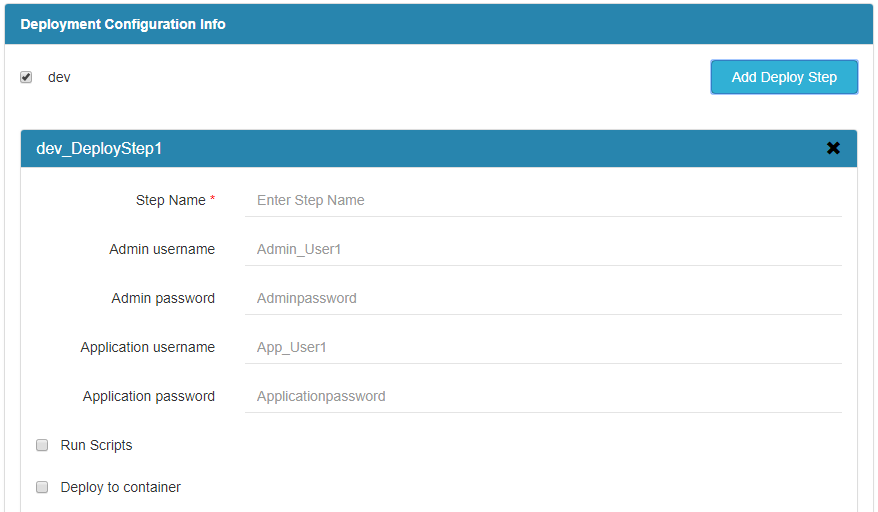 Deployment Configuration Info
dev
Add Deploy Step
dev_DeployStep1
Step Name * Enter Step Name
Admin username Admin_User1
Admin password Adminpassword
Application username App_User1
Application password Applicationpassword
Run Scripts
Deploy to container